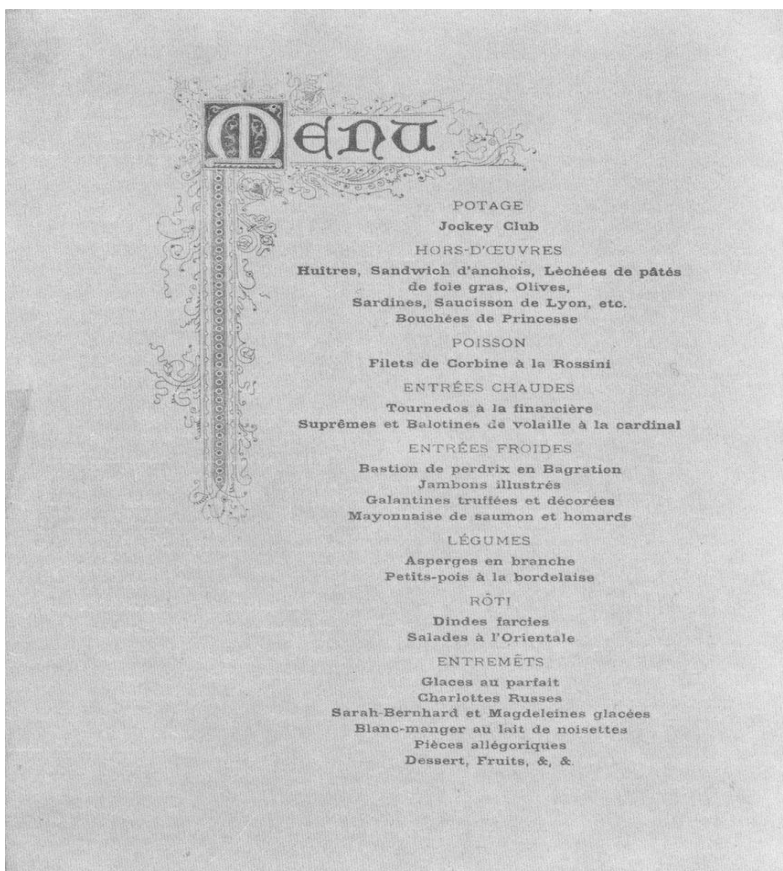 Menu
POTAGE
Jockey Club
HORS-D'ŒUVRES
Huîtres, Sandwich d'anchois, Lèchées de pâtés
de foie gras, Olives,
Sardines, Saucisson de Lyon, etc.
Bouchées de Princesse
POISSON
Filets de Corbine à la Rossini
ENTRÉES CHAUDES
Tournedos à la financière
Suprêmes et Balotines de volaille à la cardinal
ENTRÉES FROIDES
Bastion de perdrix en Bagration
Jambons illustrés
Galantines truffées et décorées
Mayonnaise de saumon et homards
LÉGUMES
Asperges en branche
Petits-pois à la bordelaise
RÔTI
Dindes farcies
Salades à l'Orientale
ENTREMÊTS
Glaces au parfait
Charlottes Russes
Sarah-Bernhard et Magdeleines glacées
Blanc-manger au lait de noisettes
Pièces allégoriques
Dessert, Fruits, &, &.